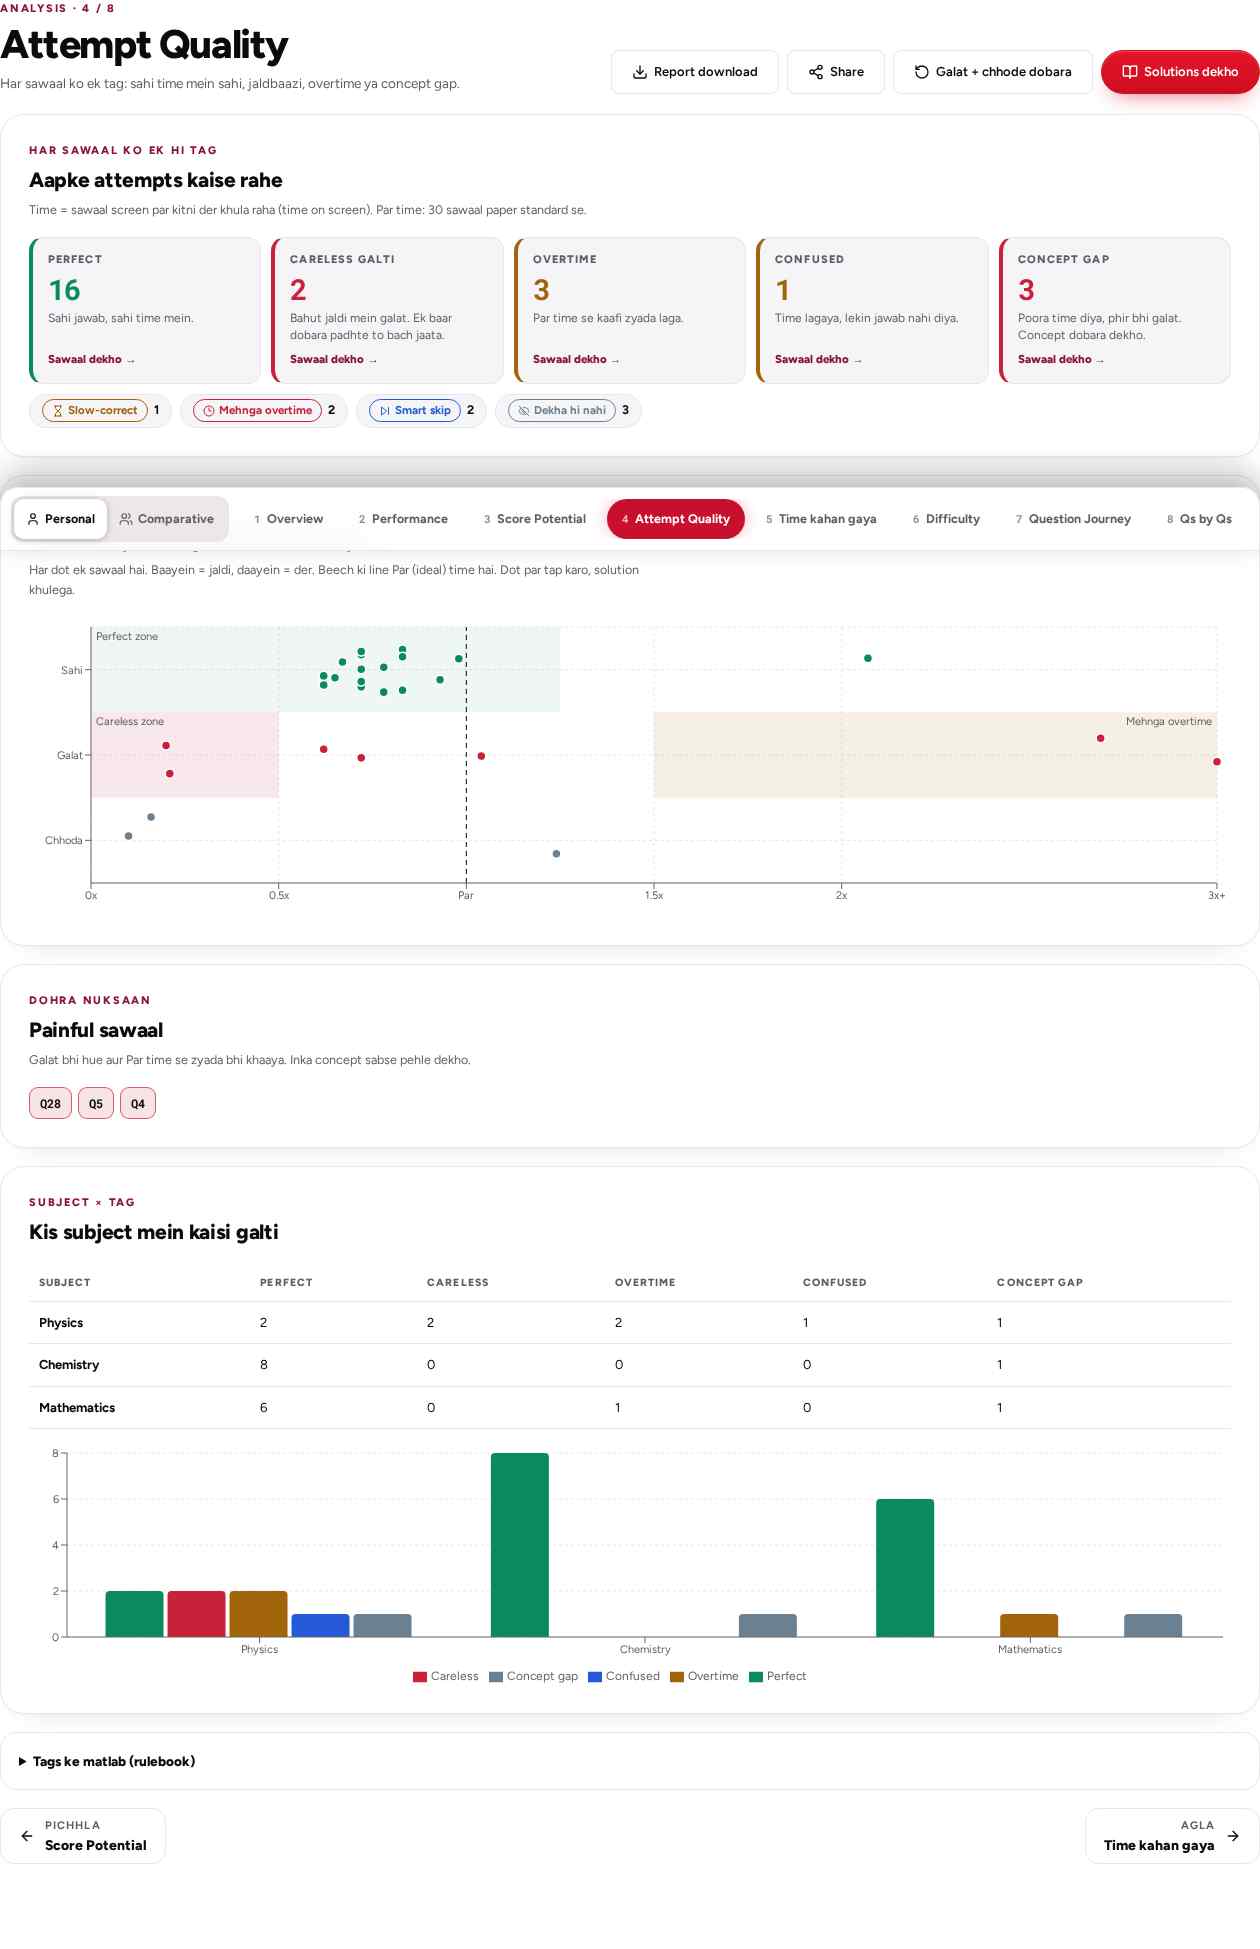 ANALYSIS · 4 / 8
Attempt Quality
Har sawaal ko ek tag: sahi time mein sahi, jaldbaazi, overtime ya concept gap.
Report download
Share
Galat + chhode dobara
Solutions dekho
HAR SAWAAL KO EK HI TAG
Aapke attempts kaise rahe
Time = sawaal screen par kitni der khula raha (time on screen). Par time: 30 sawaal paper standard se.
PERFECT
16
Sahi jawab, sahi time mein.
Sawaal dekho →
CARELESS GALTI
2
Bahut jaldi mein galat. Ek baar
dobara padhte to bach jaata.
Sawaal dekho →
OVERTIME
3
Par time se kaafi zyada laga.
Sawaal dekho →
CONFUSED
1
Time lagaya, lekin jawab nahi diya.
Sawaal dekho →
CONCEPT GAP
3
Poora time diya, phir bhi galat.
Concept dobara dekho.
Sawaal dekho →
Slow-correct 1
Mehnga overtime 2
Smart skip 2
Dekha hi nahi 3
Personal
Comparative
1 Overview
2 Performance
3 Score Potential
4 Attempt Quality
5 Time kahan gaya
6 Difficulty
7 Question Journey
8 Qs by Qs
Har dot ek sawaal hai. Baayein = jaldi, daayein = der. Beech ki line Par (ideal) time hai. Dot par tap karo, solution
khulega.
Perfect zone
Sahi
Careless zone
Mehnga overtime
Galat
Chhoda
0x 0.5x Par 1.5x 2x 3x+
DOHRA NUKSAAN
Painful sawaal
Galat bhi hue aur Par time se zyada bhi khaaya. Inka concept sabse pehle dekho.
Q28 Q5 Q4
SUBJECT × TAG
Kis subject mein kaisi galti
SUBJECT PERFECT CARELESS OVERTIME CONFUSED CONCEPT GAP
Physics 2 2 2 1 1
Chemistry 8 0 0 0 1
Mathematics 6 0 1 0 1
8
6
4
2
0
Physics Chemistry Mathematics
Careless Concept gap Confused Overtime Perfect
Tags ke matlab (rulebook)
PICHHLA
Score Potential
AGLA
Time kahan gaya